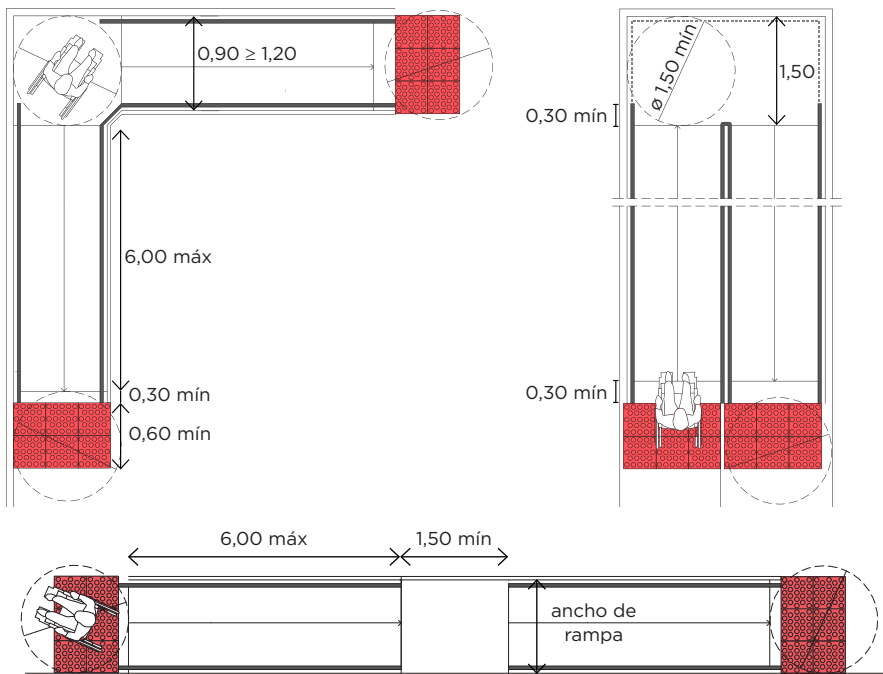 0,90 ≥ 1,20
6,00 máx
0,30 mín
0,60 mín
ø 1,50 mín
1,50
0,30 mín
0,30 mín
6,00 máx
1,50 mín
ancho de
rampa